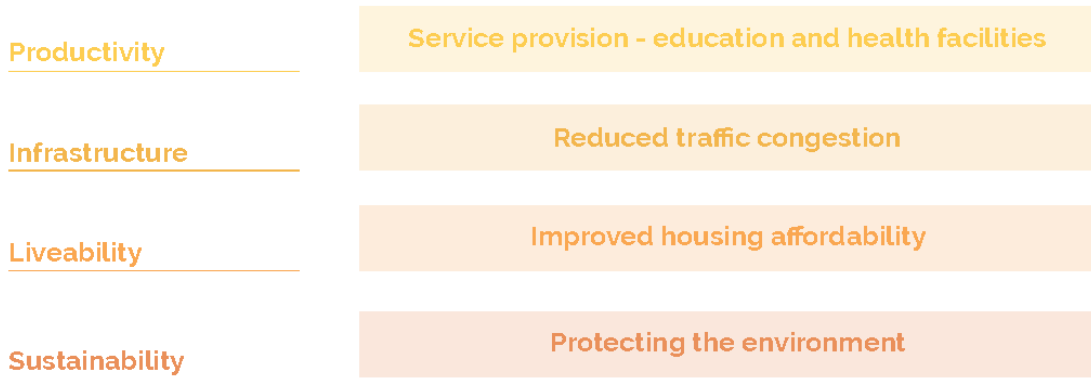 Productivity
Service provision - education and health facilities
Infrastructure
Reduced traffic congestion
Liveability
Improved housing affordability
Sustainability
Protecting the environment